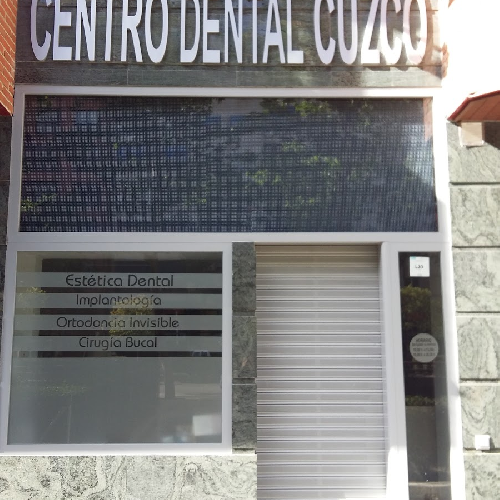 CENTRO DENTAL CUZCO
Estética Dental
Implantología
Ortodoncia Invisible
Cirugía Bucal